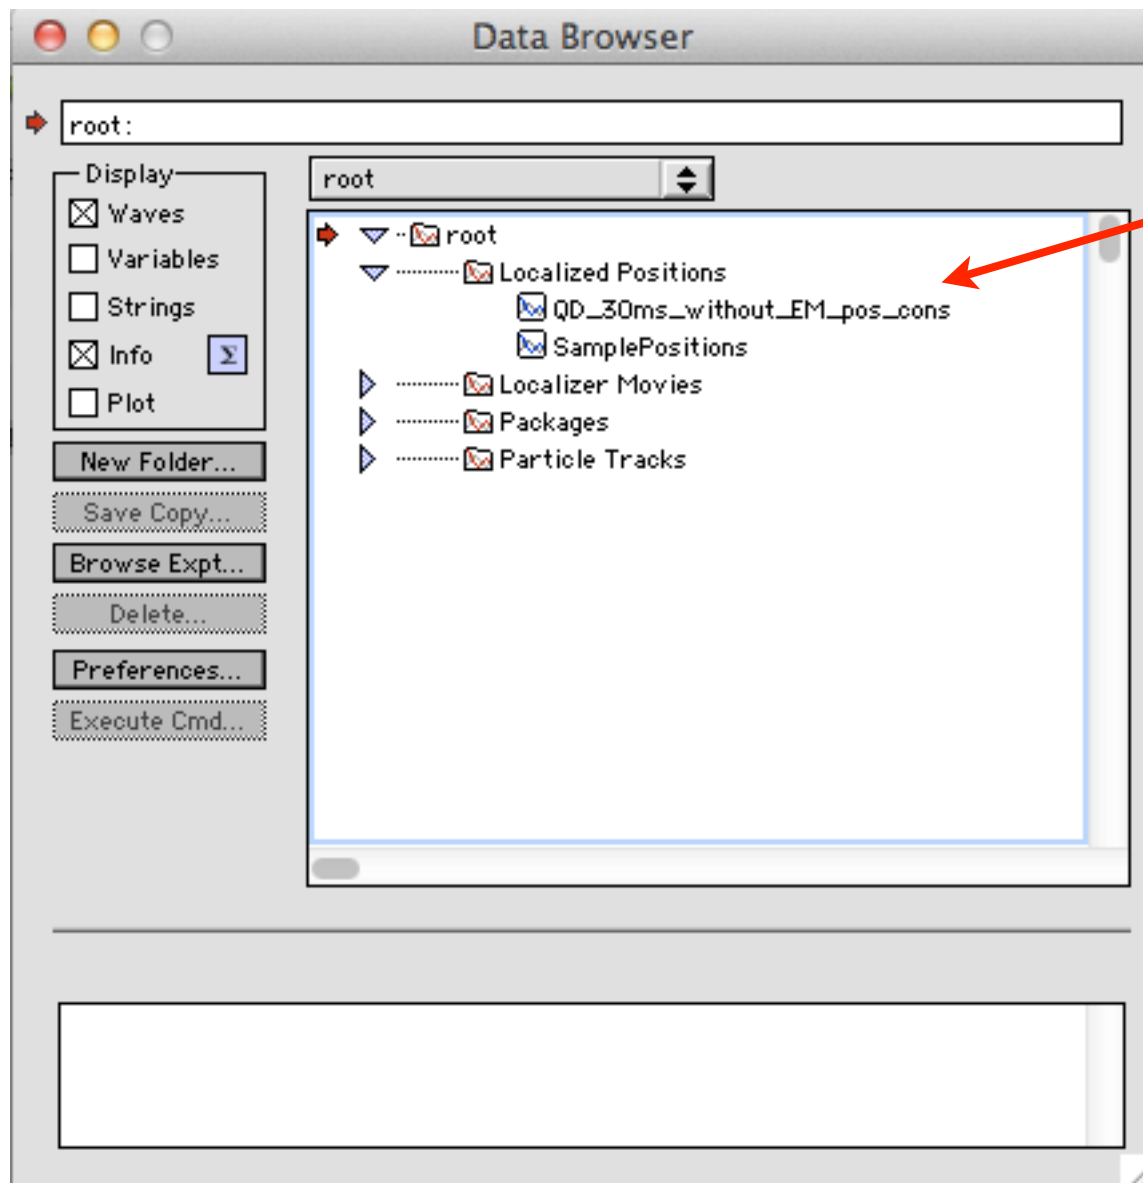 Data Browser
root:
Display
Waves
Variables
Strings
Info
Σ
Plot
New Folder...
Save Copy...
Browse Expt...
Delete...
Preferences...
Execute Cmd...
root
root
Localized Positions
QD_30ms_without_EM_pos_cons
SamplePositions
Localizer Movies
Packages
Particle Tracks